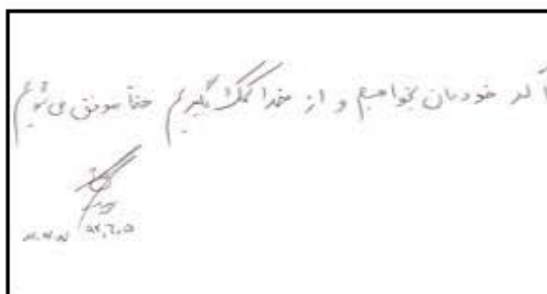 اگر خودمان بخواهیم و از خدا کمک بگیریم حتماً موفق می شویم